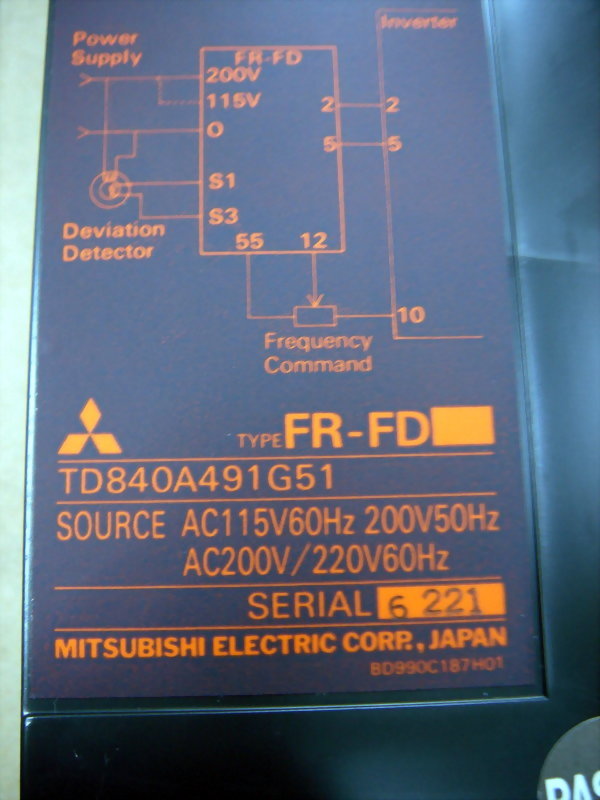 Power
Supply
FR-FD
Inverter
200V
115V
2
2
O
5
5
S1
S3
Deviation
Detector
55
12
10
Frequency
Command
TYPE FR-FD
TD840A491G51
SOURCE AC115V60Hz 200V50Hz
AC200V/220V60Hz
SERIAL 6 221
MITSUBISHI ELECTRIC CORP., JAPAN
BD990C187H01